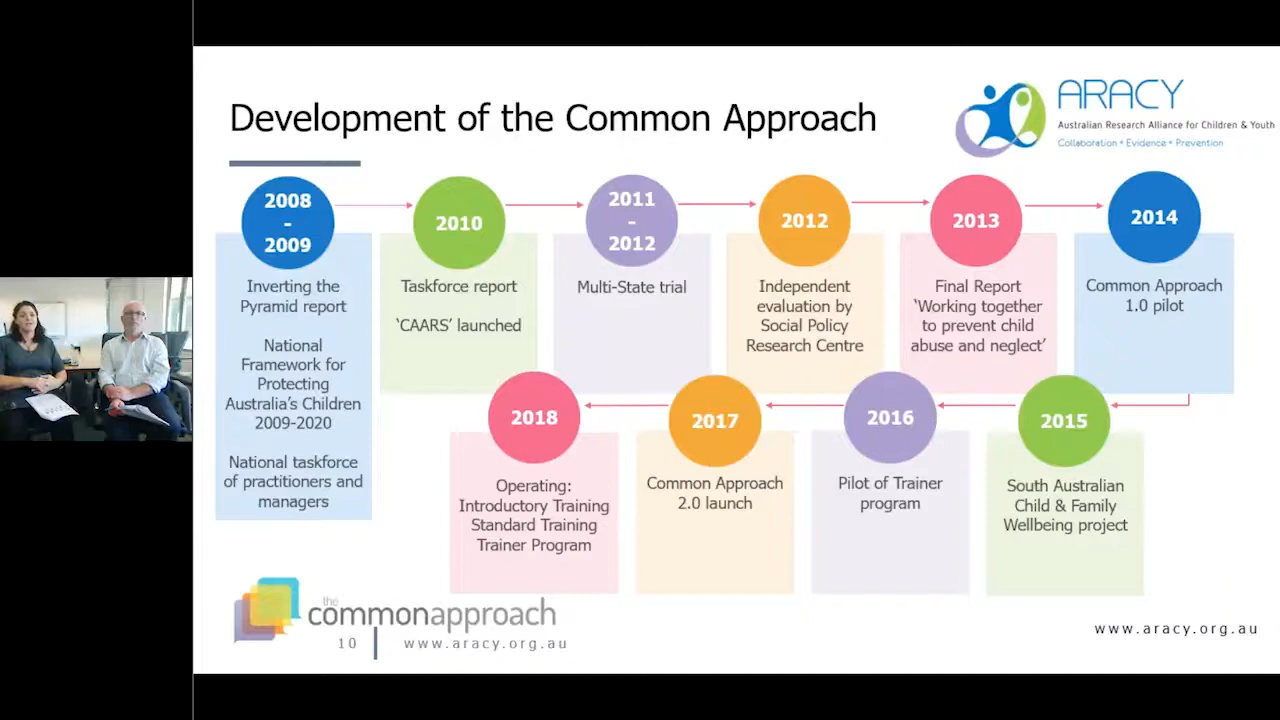 Development of the Common Approach
ARACY
Australian Research Alliance for Children & Youth
Collaboration • Evidence • Prevention
2008
-
2009
Inverting the
Pyramid report
National
Framework for
Protecting
Australia's Children
2009-2020
National taskforce
of practitioners and
managers
2010
Taskforce report
'CAARS' launched
2011
-
2012
Multi-State trial
2012
Independent
evaluation by
Social Policy
Research Centre
2013
Final Report
'Working together
to prevent child
abuse and neglect'
2014
Common Approach
1.0 pilot
2015
South Australian
Child & Family
Wellbeing project
2016
Pilot of Trainer
program
2017
Common Approach
2.0 launch
2018
Operating:
Introductory Training
Standard Training
Trainer Program
the
commonapproach
10
www.aracy.org.au
www.aracy.org.au